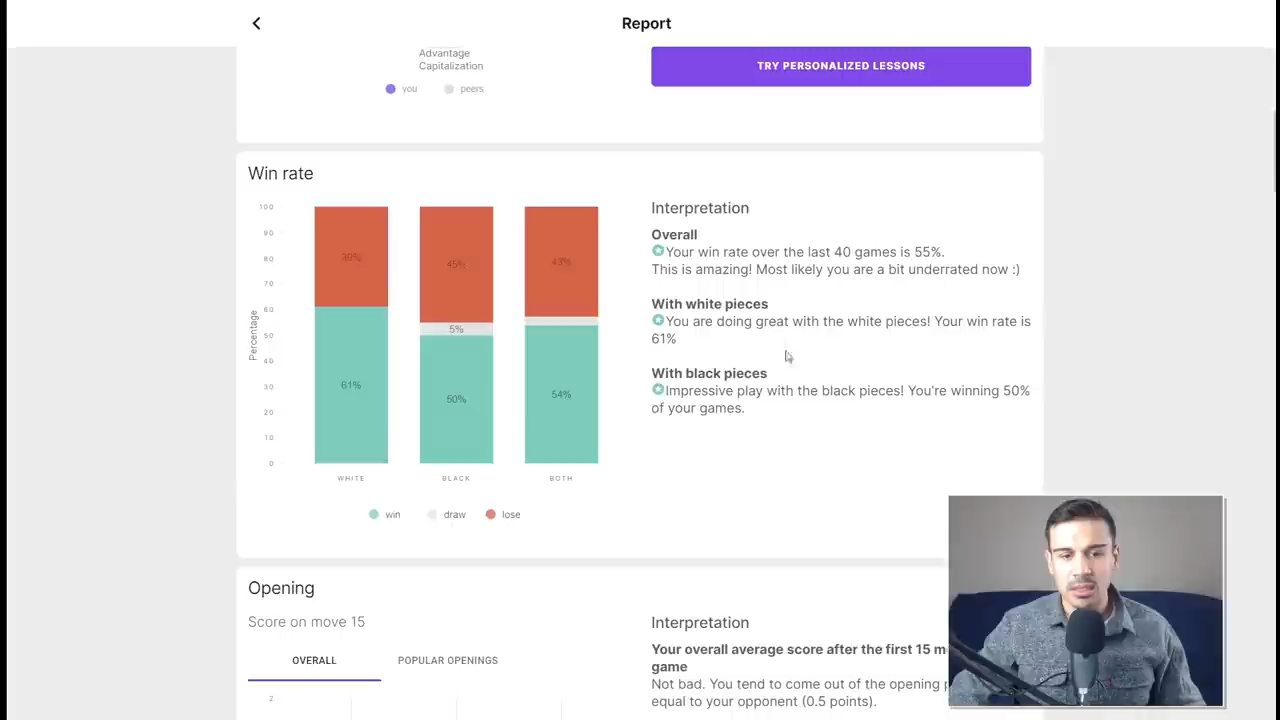 Report
Advantage
Capitalization
you
peers
TRY PERSONALIZED LESSONS
Win rate
100
90
80
70
60
50
40
30
20
10
0
Percentage
39%
45%
43%
5%
61%
50%
54%
WHITE
BLACK
BOTH
win
draw
lose
Interpretation
Overall
Your win rate over the last 40 games is 55%.
This is amazing! Most likely you are a bit underrated now :)
With white pieces
You are doing great with the white pieces! Your win rate is
61%
With black pieces
Impressive play with the black pieces! You're winning 50%
of your games.
Opening
Score on move 15
OVERALL
POPULAR OPENINGS
2
Interpretation
Your overall average score after the first 15 m
game
Not bad. You tend to come out of the opening
equal to your opponent (0.5 points).